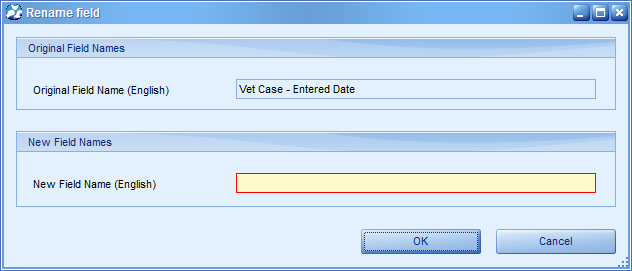 Rename field
Original Field Names
Original Field Name (English)
Vet Case - Entered Date
New Field Names
New Field Name (English)
OK
Cancel